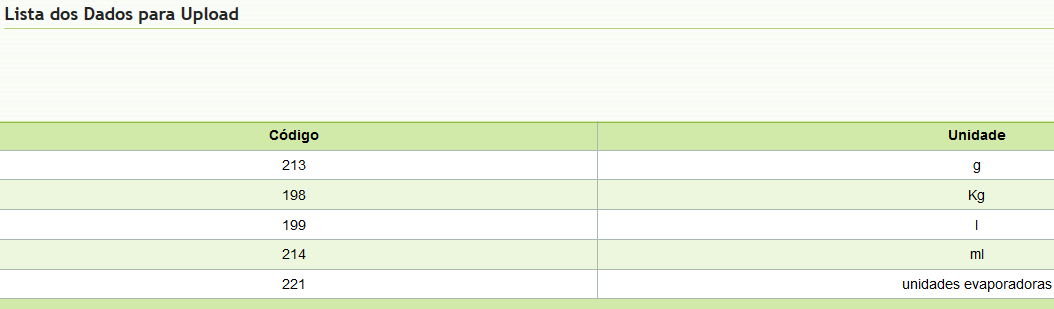 Lista dos Dados para Upload
Código Unidade
213 g
198 Kg
199 l
214 ml
221 unidades evaporadoras